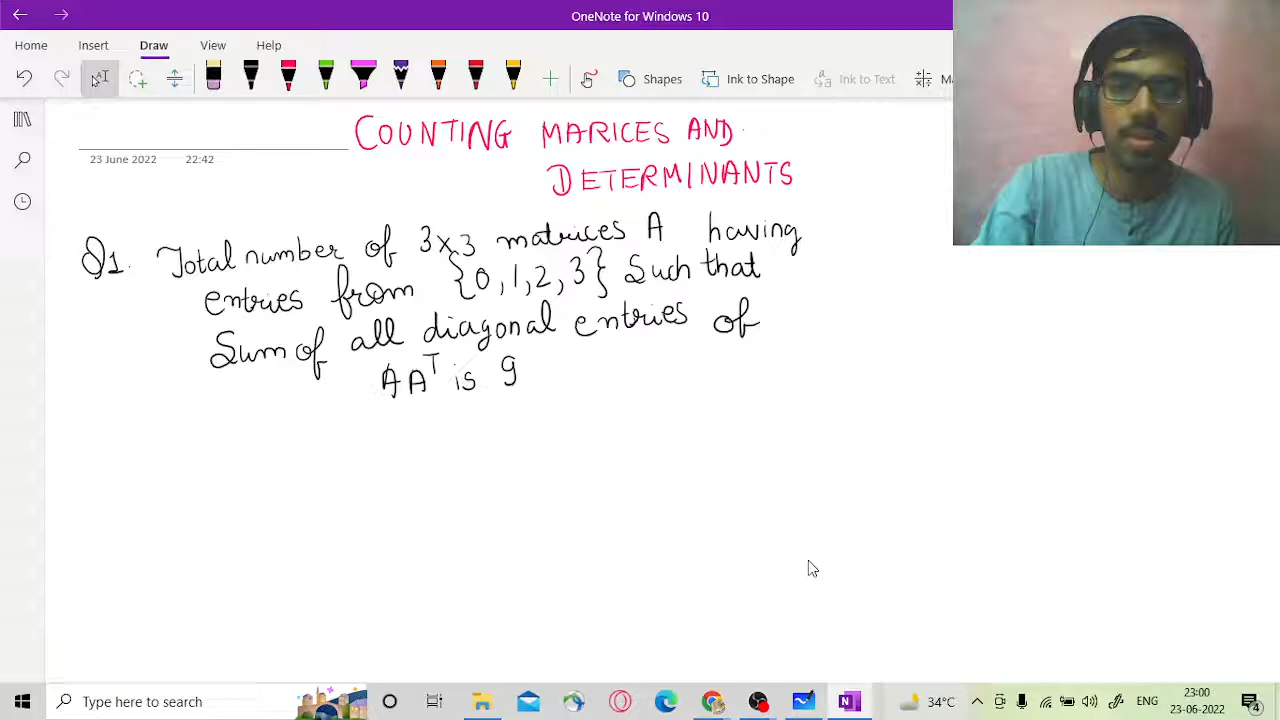 OneNote for Windows 10
Home Insert Draw View Help
Shapes Ink to Shape Ink to Text
COUNTING MARICES AND
DETERMINANTS
23 June 2022 22:42
Q1. Total number of 3x3 matrices A having
entries from {0,1,2,3} Such that
Sum of all diagonal entries of
AA^T is 9
Type here to search
34°C
23:00
23-06-2022
4